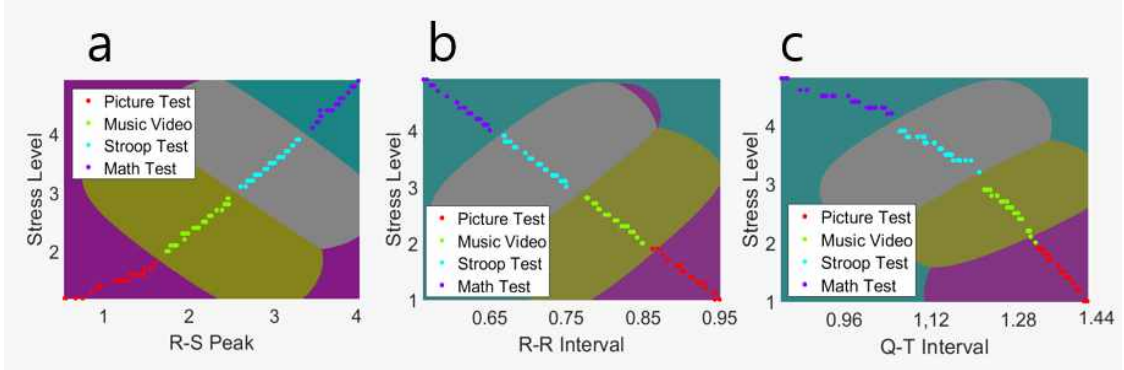 a
Stress Level
4
3
2
Picture Test
Music Video
Stroop Test
Math Test
1
2
3
4
R-S Peak
b
Stress Level
4
3
2
1
Picture Test
Music Video
Stroop Test
Math Test
0.65
0.75
0.85
0.95
R-R Interval
c
Stress Level
4
3
2
1
Picture Test
Music Video
Stroop Test
Math Test
0.96
1,12
1.28
1.44
Q-T Interval